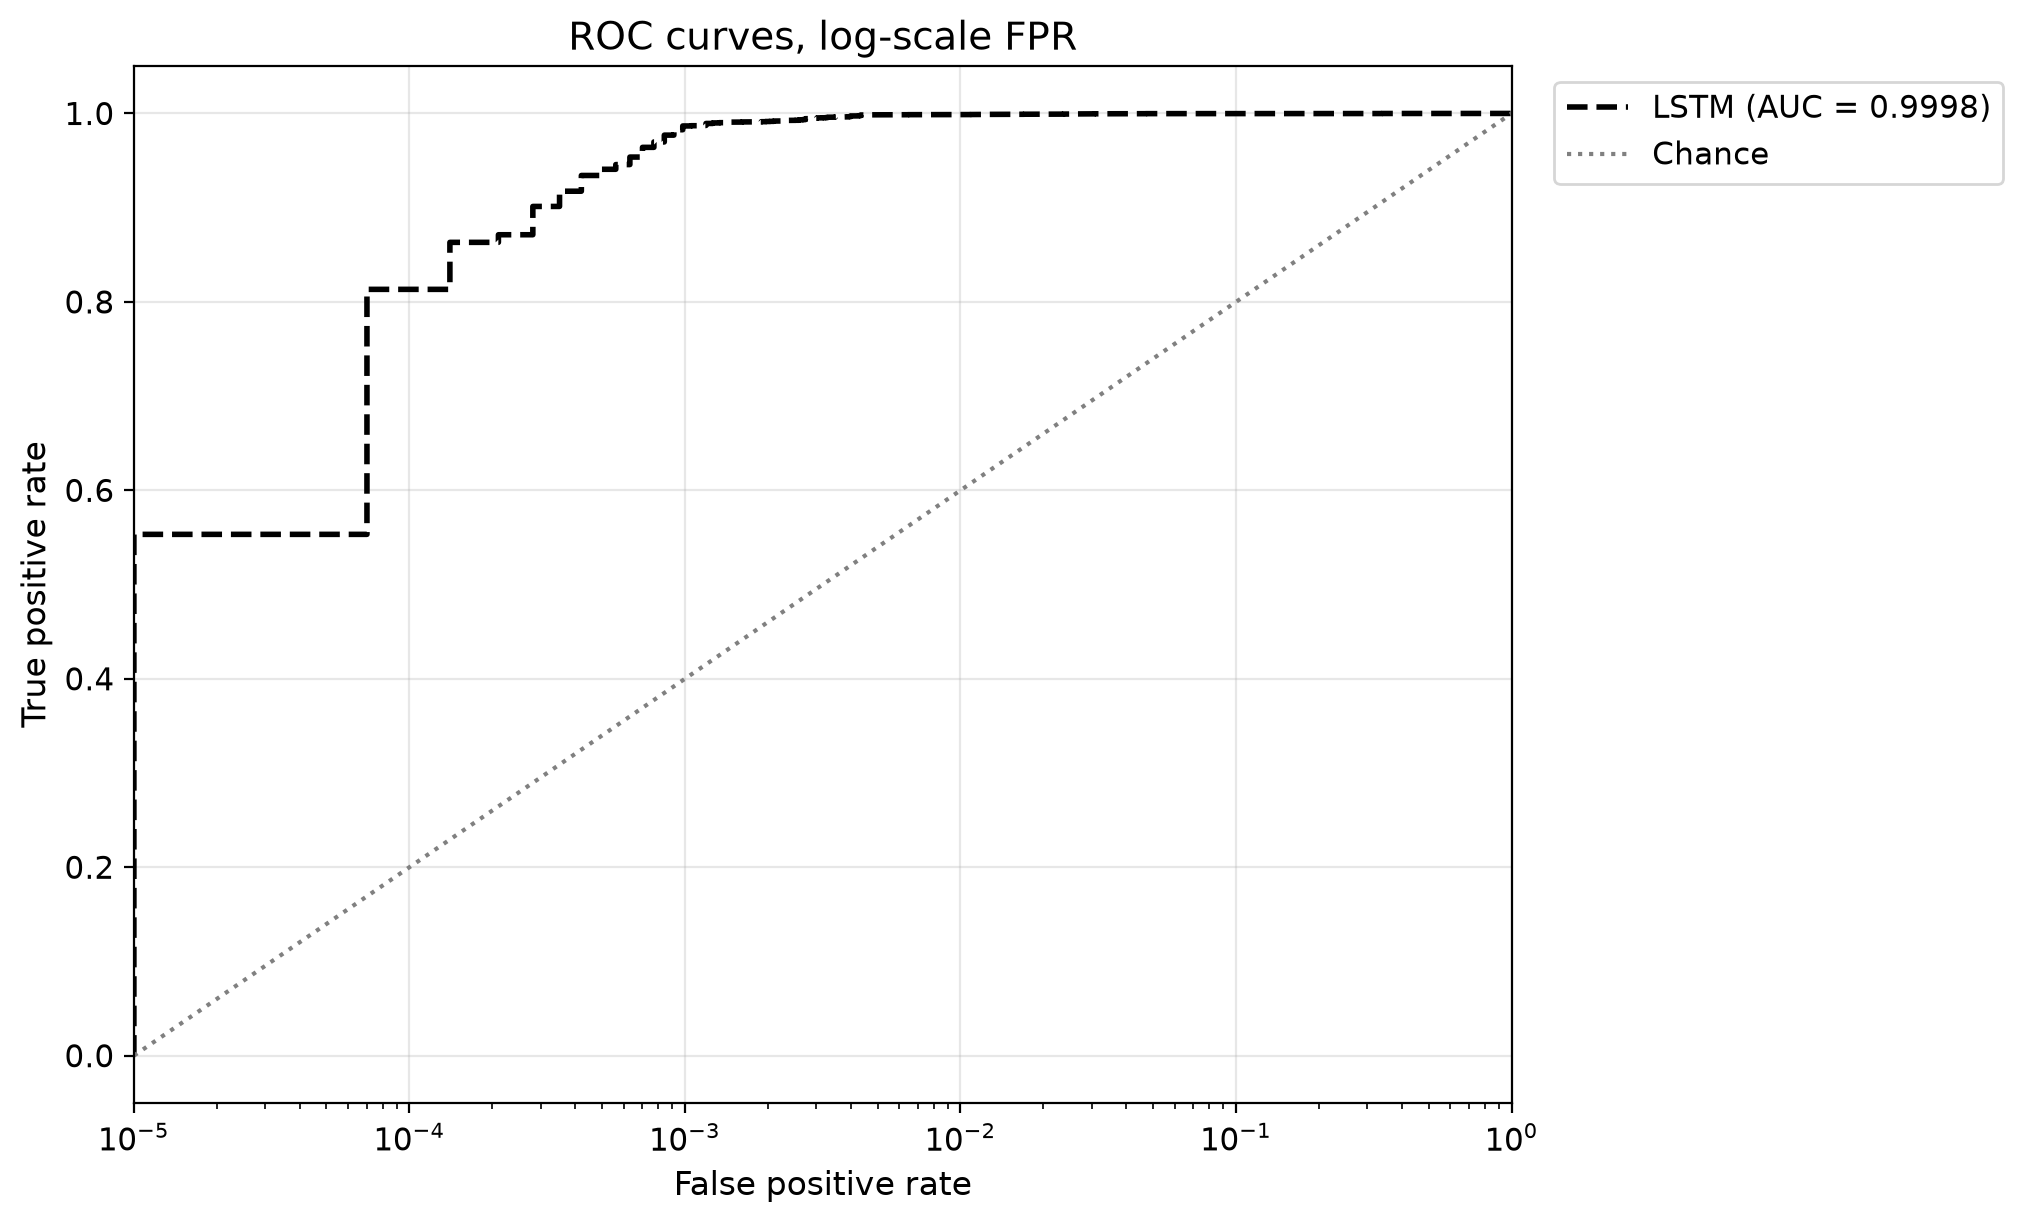 ROC curves, log-scale FPR
LSTM (AUC = 0.9998)
Chance
True positive rate
1.0
0.8
0.6
0.4
0.2
0.0
10⁻⁵ 10⁻⁴ 10⁻³ 10⁻² 10⁻¹ 10⁰
False positive rate